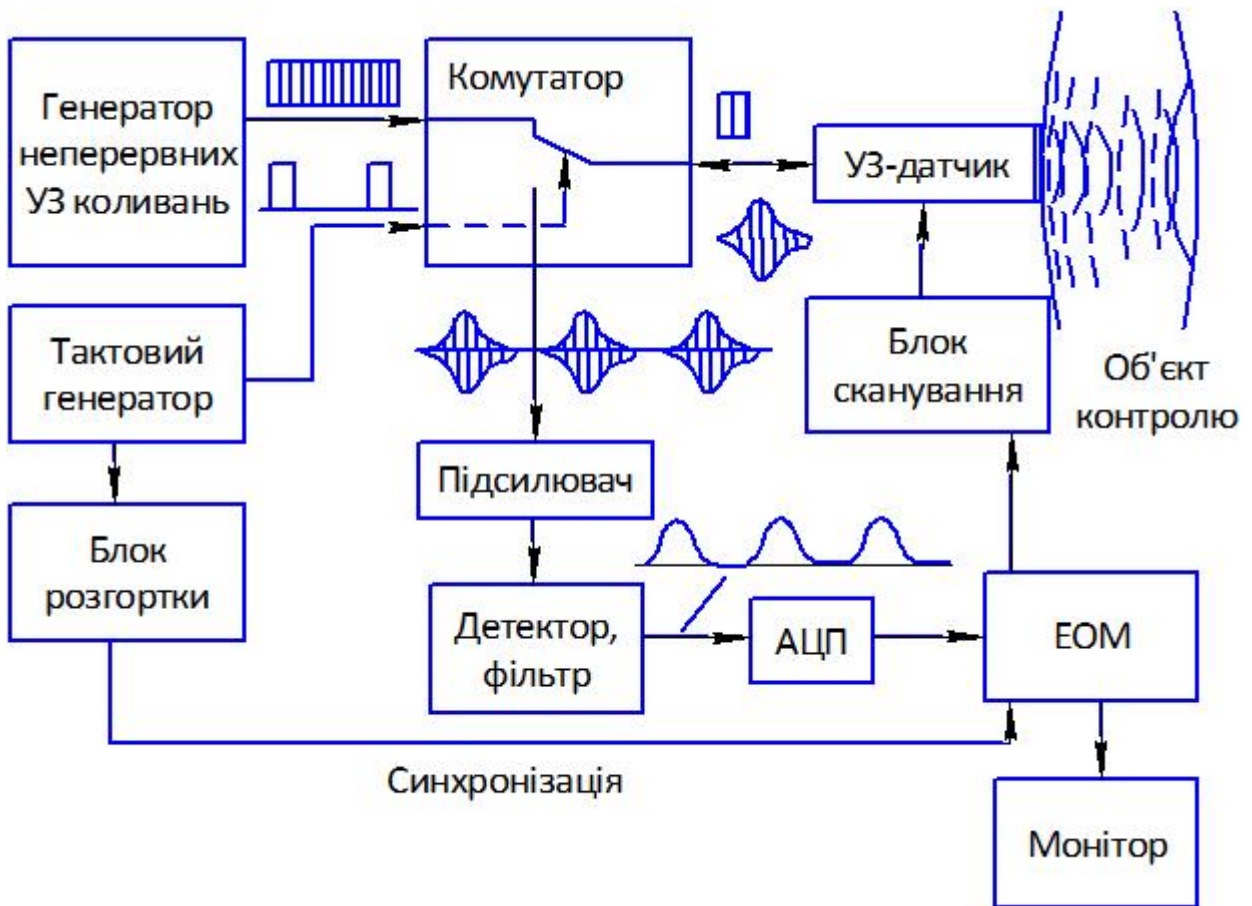 Генератор
неперервних
УЗ коливань
Комутатор
УЗ-датчик
Тактовий
генератор
Блок
сканування
Об'єкт
контролю
Підсилювач
Блок
розгортки
Детектор,
фільтр
АЦП
ЕОМ
Синхронізація
Монітор